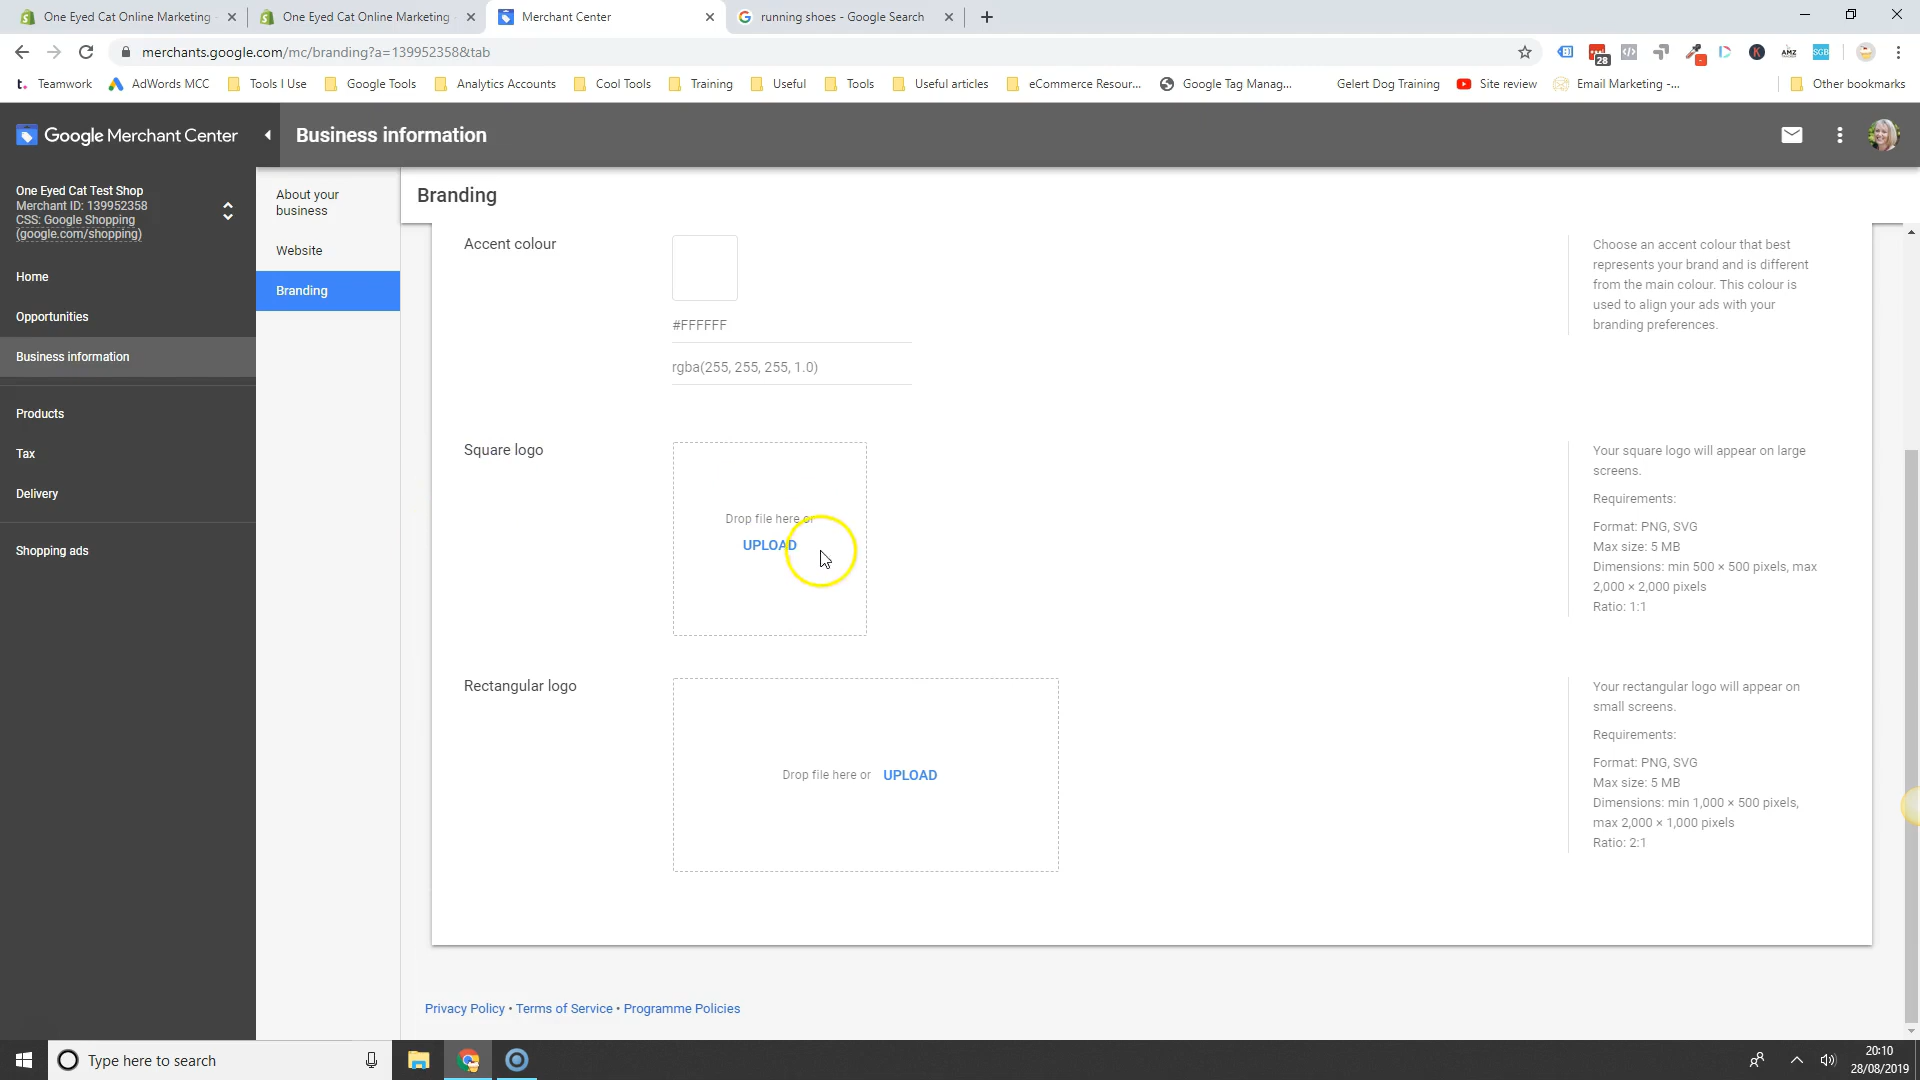 One Eyed Cat Online Marketing
One Eyed Cat Online Marketing
Merchant Center
running shoes - Google Search
merchants.google.com/mc/branding?a=139952358&tab
28
AMZ
SGB
K
t. Teamwork
AdWords MCC
Tools I Use
Google Tools
Analytics Accounts
Cool Tools
Training
Useful
Tools
Useful articles
eCommerce Resour...
Google Tag Manag...
Gelert Dog Training
Site review
Email Marketing -...
Other bookmarks
Google Merchant Center
Business information
One Eyed Cat Test Shop
Merchant ID: 139952358
CSS: Google Shopping
(google.com/shopping)
Home
Opportunities
Business information
Products
Tax
Delivery
Shopping ads
About your
business
Website
Branding
Branding
Accent colour
#FFFFFF
rgba(255, 255, 255, 1.0)
Choose an accent colour that best
represents your brand and is different
from the main colour. This colour is
used to align your ads with your
branding preferences.
Square logo
Drop file here or
UPLOAD
Your square logo will appear on large
screens.
Requirements:
Format: PNG, SVG
Max size: 5 MB
Dimensions: min 500 × 500 pixels, max
2,000 × 2,000 pixels
Ratio: 1:1
Rectangular logo
Drop file here or UPLOAD
Your rectangular logo will appear on
small screens.
Requirements:
Format: PNG, SVG
Max size: 5 MB
Dimensions: min 1,000 × 500 pixels,
max 2,000 × 1,000 pixels
Ratio: 2:1
Privacy Policy • Terms of Service • Programme Policies
Type here to search
20:10
28/08/2019